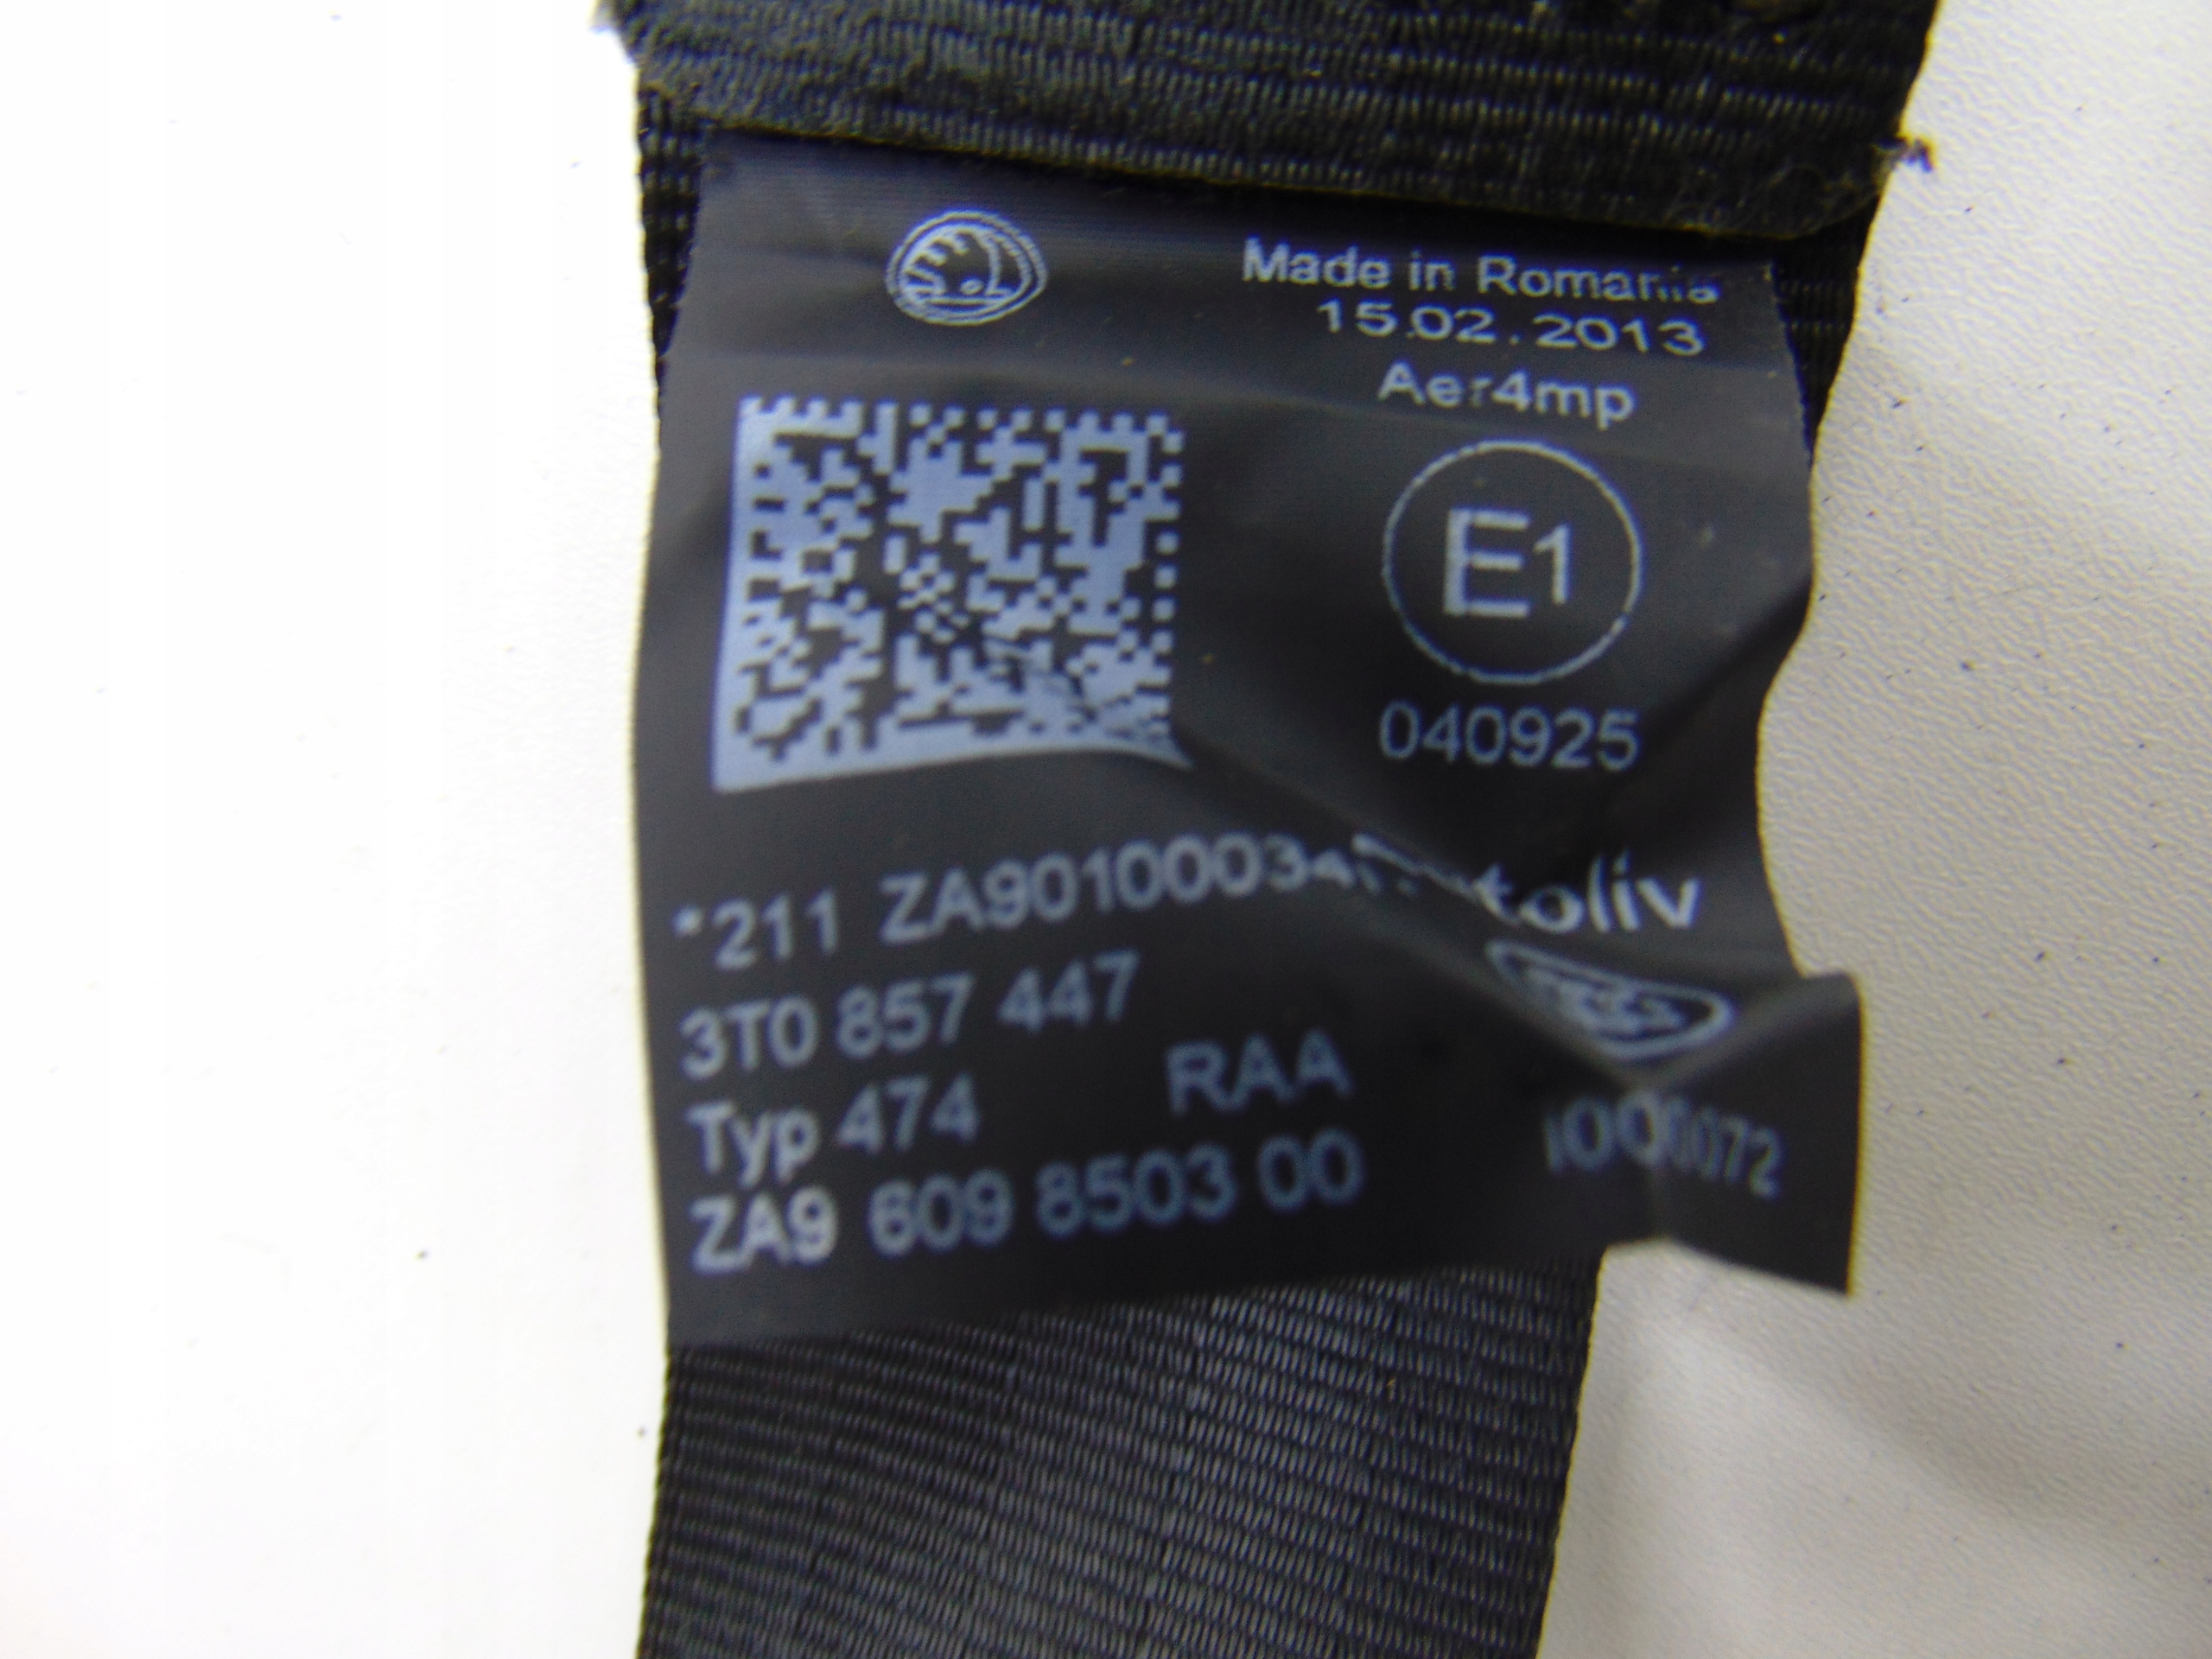 Made in Romania
15.02.2013
Aer4mp
E1
040925
*211
3T0 857 447
Typ 474 RAA
ZA9 609 8503 00